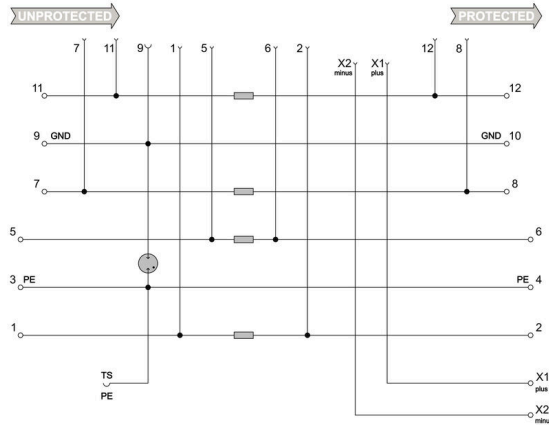 UNPROTECTED PROTECTED
7 11 9 1 5 6 2 X2 minus X1 plus 12 8
11 12
9 GND GND 10
7 8
5 6
3 PE PE 4
1 2
TS
PE
X1
plus
X2
minu